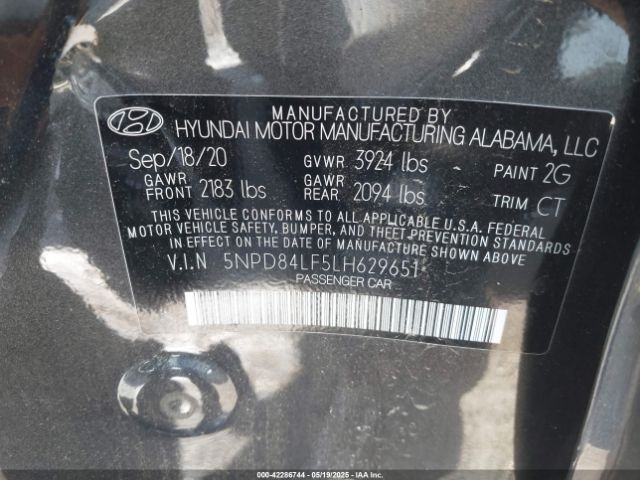 MANUFACTURED BY
HYUNDAI MOTOR MANUFACTURING ALABAMA, LLC
Sep/18/20 GVWR 3924 lbs PAINT 2G
GAWR FRONT 2183 lbs GAWR REAR 2094 lbs TRIM CT
THIS VEHICLE CONFORMS TO ALL APPLICABLE U.S.A. FEDERAL
MOTOR VEHICLE SAFETY, BUMPER, AND THEFT PREVENTION
STANDARDS IN EFFECT ON THE DATE OF MANUFACTURE SHOWN ABOVE
V.I.N 5NPD84LF5LH629651
PASSENGER CAR
000-42286744 - 05/19/2025 - IAAI.COM